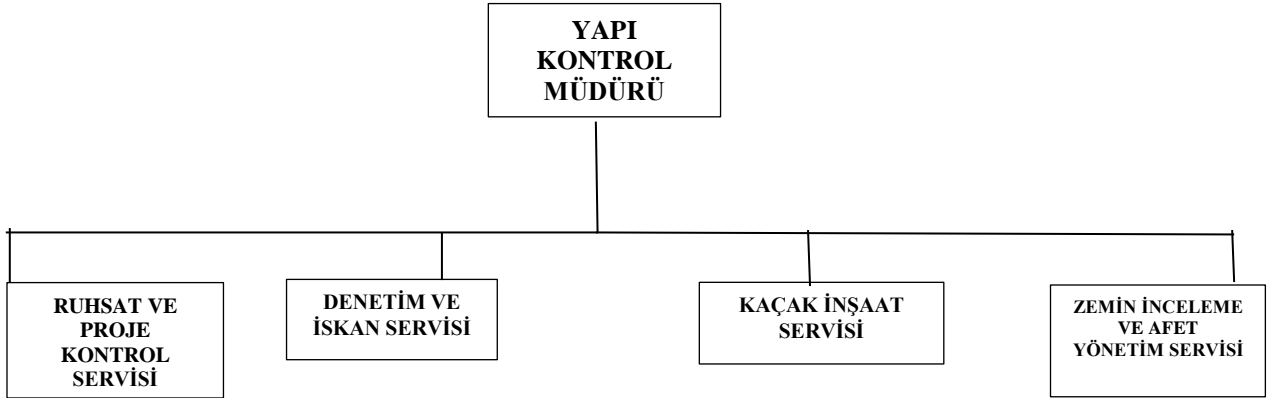 YAPI
KONTROL
MÜDÜRÜ
RUHSAT VE
PROJE
KONTROL
SERVİSİ
DENETİM VE
İSKAN SERVİSİ
KAÇAK İNŞAAT
SERVİSİ
ZEMİN İNCELEME
VE AFET
YÖNETİM SERVİSİ